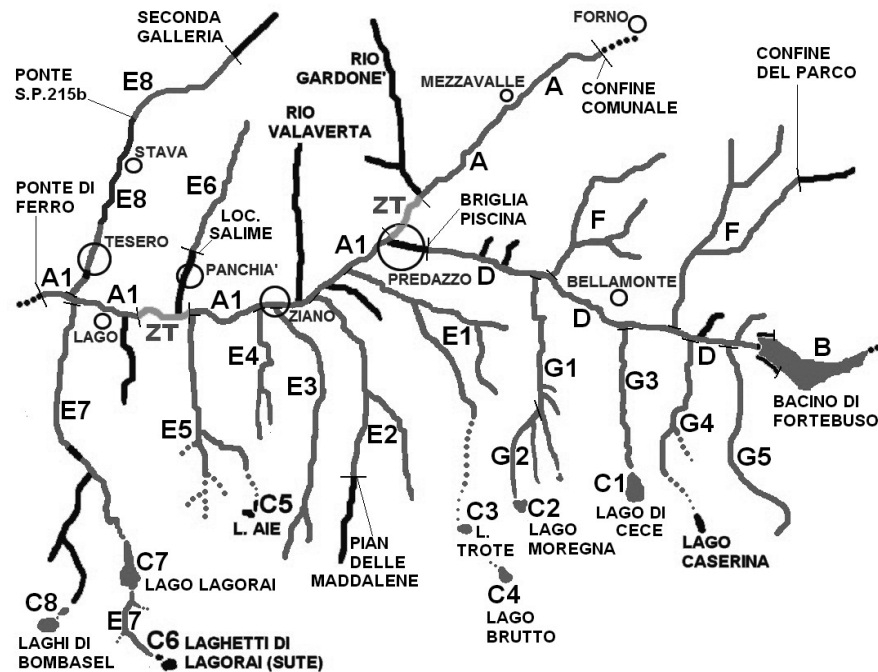 SECONDA
GALLERIA
FORNO
PONTE
S.P.215b
E8
RIO
GARDONE'
MEZZAVALLE
A
CONFINE
COMUNALE
CONFINE
DEL PARCO
RIO
VALAVERTA
STAVA
E8
E6
A
PONTE DI
FERRO
LOC.
SALIME
ZT
BRIGLIA
PISCINA
F
F
TESERO
A1
PANCHIA'
A1
PREDAZZO
D
BELLAMONTE
A1
A1
ZIANO
D
LAGO
ZT
E4
E1
D
B
BACINO DI
FORTEBUSO
E3
G1
G3
E7
E5
E2
G2
G4
G5
C5
L. AIE
C3
L.
TROTE
C2
LAGO
MOREGNA
C1
LAGO DI
CECE
LAGO
CASERINA
PIAN
DELLE
MADDALENE
C7
LAGO LAGORAI
C4
LAGO
BRUTTO
C8
LAGHI DI
BOMBASEL
E7
C6 LAGHETTI DI
LAGORAI (SUTE)